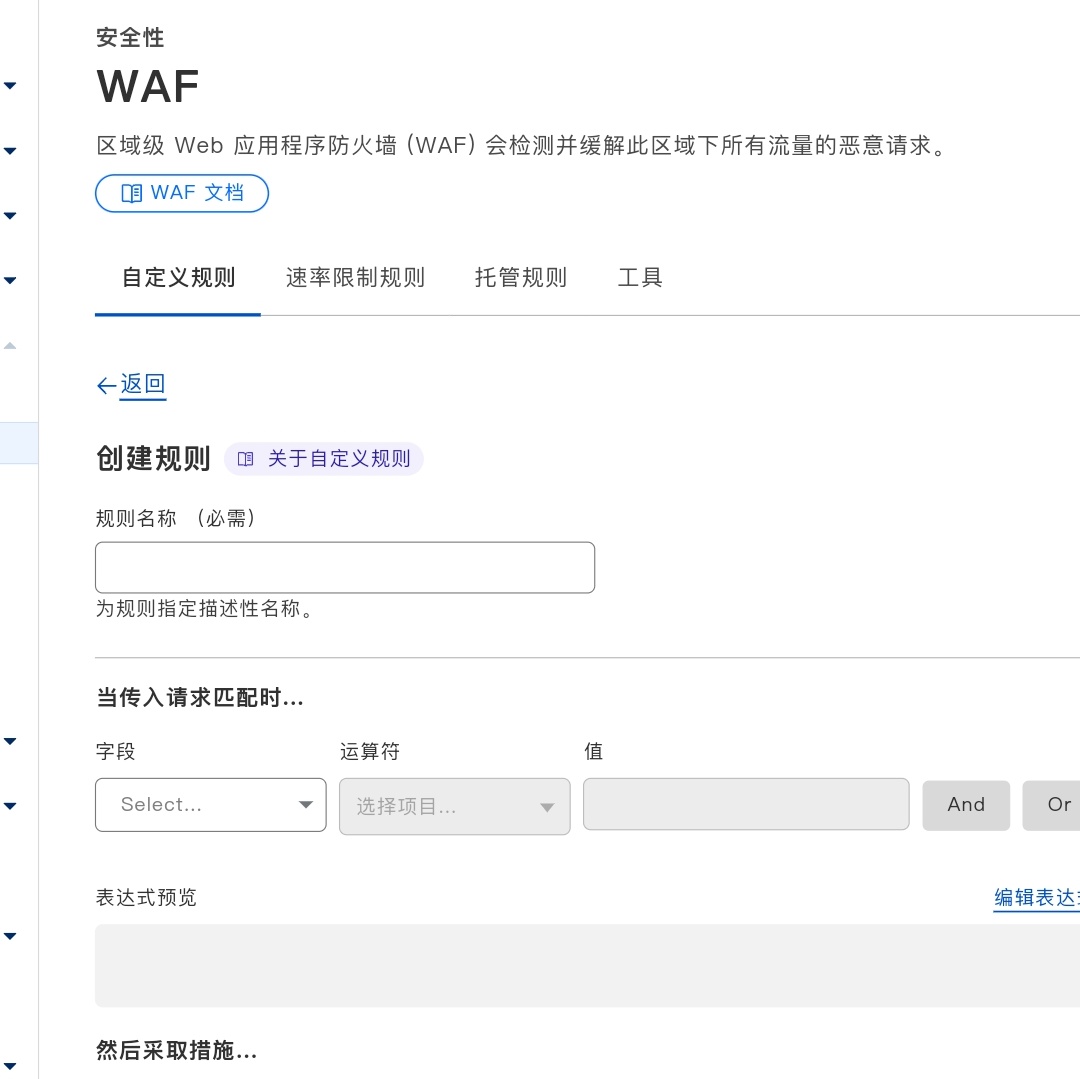 安全性
WAF
区域级 Web 应用程序防火墙 (WAF) 会检测并缓解此区域下所有流量的恶意请求。
WAF 文档
自定义规则 速率限制规则 托管规则 工具
←返回
创建规则 关于自定义规则
规则名称 （必需）
为规则指定描述性名称。
当传入请求匹配时...
字段 运算符 值
Select... 选择项目... And Or
表达式预览 编辑表达式
然后采取措施...